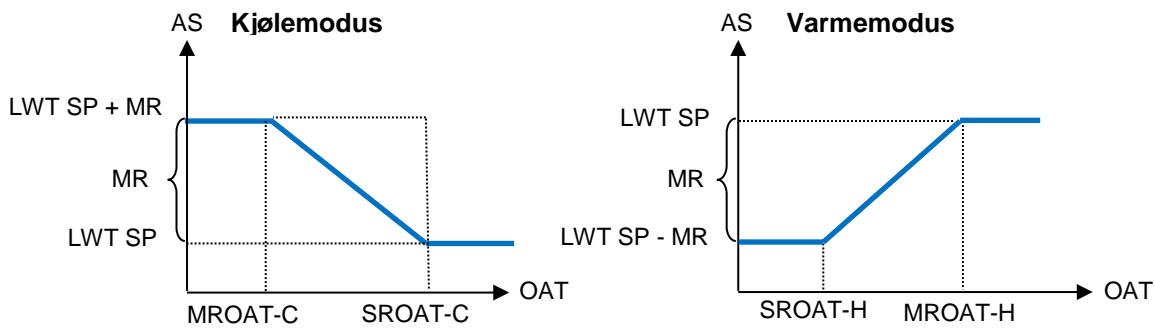 AS Kjølemodus
LWT SP + MR
MR
LWT SP
OAT
MROAT-C SROAT-C
AS Varmemodus
LWT SP
MR
LWT SP - MR
OAT
SROAT-H MROAT-H